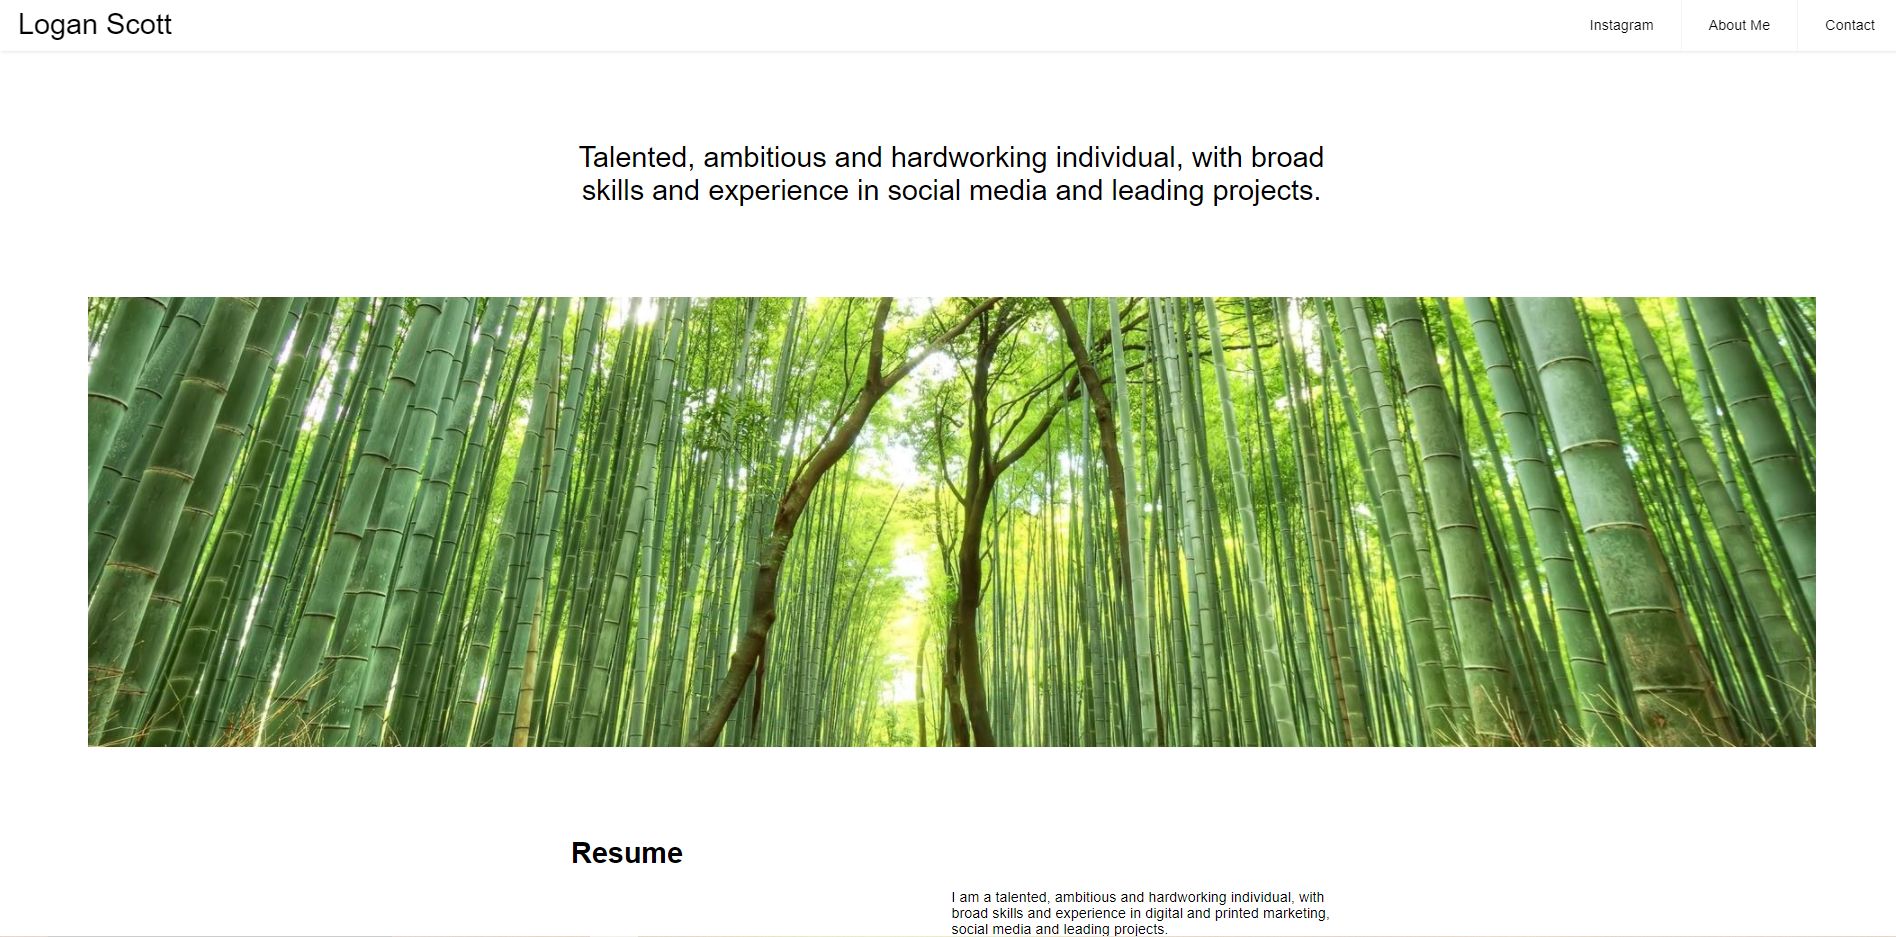 Logan Scott
Instagram
About Me
Contact
Talented, ambitious and hardworking individual, with broad
skills and experience in social media and leading projects.
Resume
I am a talented, ambitious and hardworking individual, with
broad skills and experience in digital and printed marketing,
social media and leading projects.